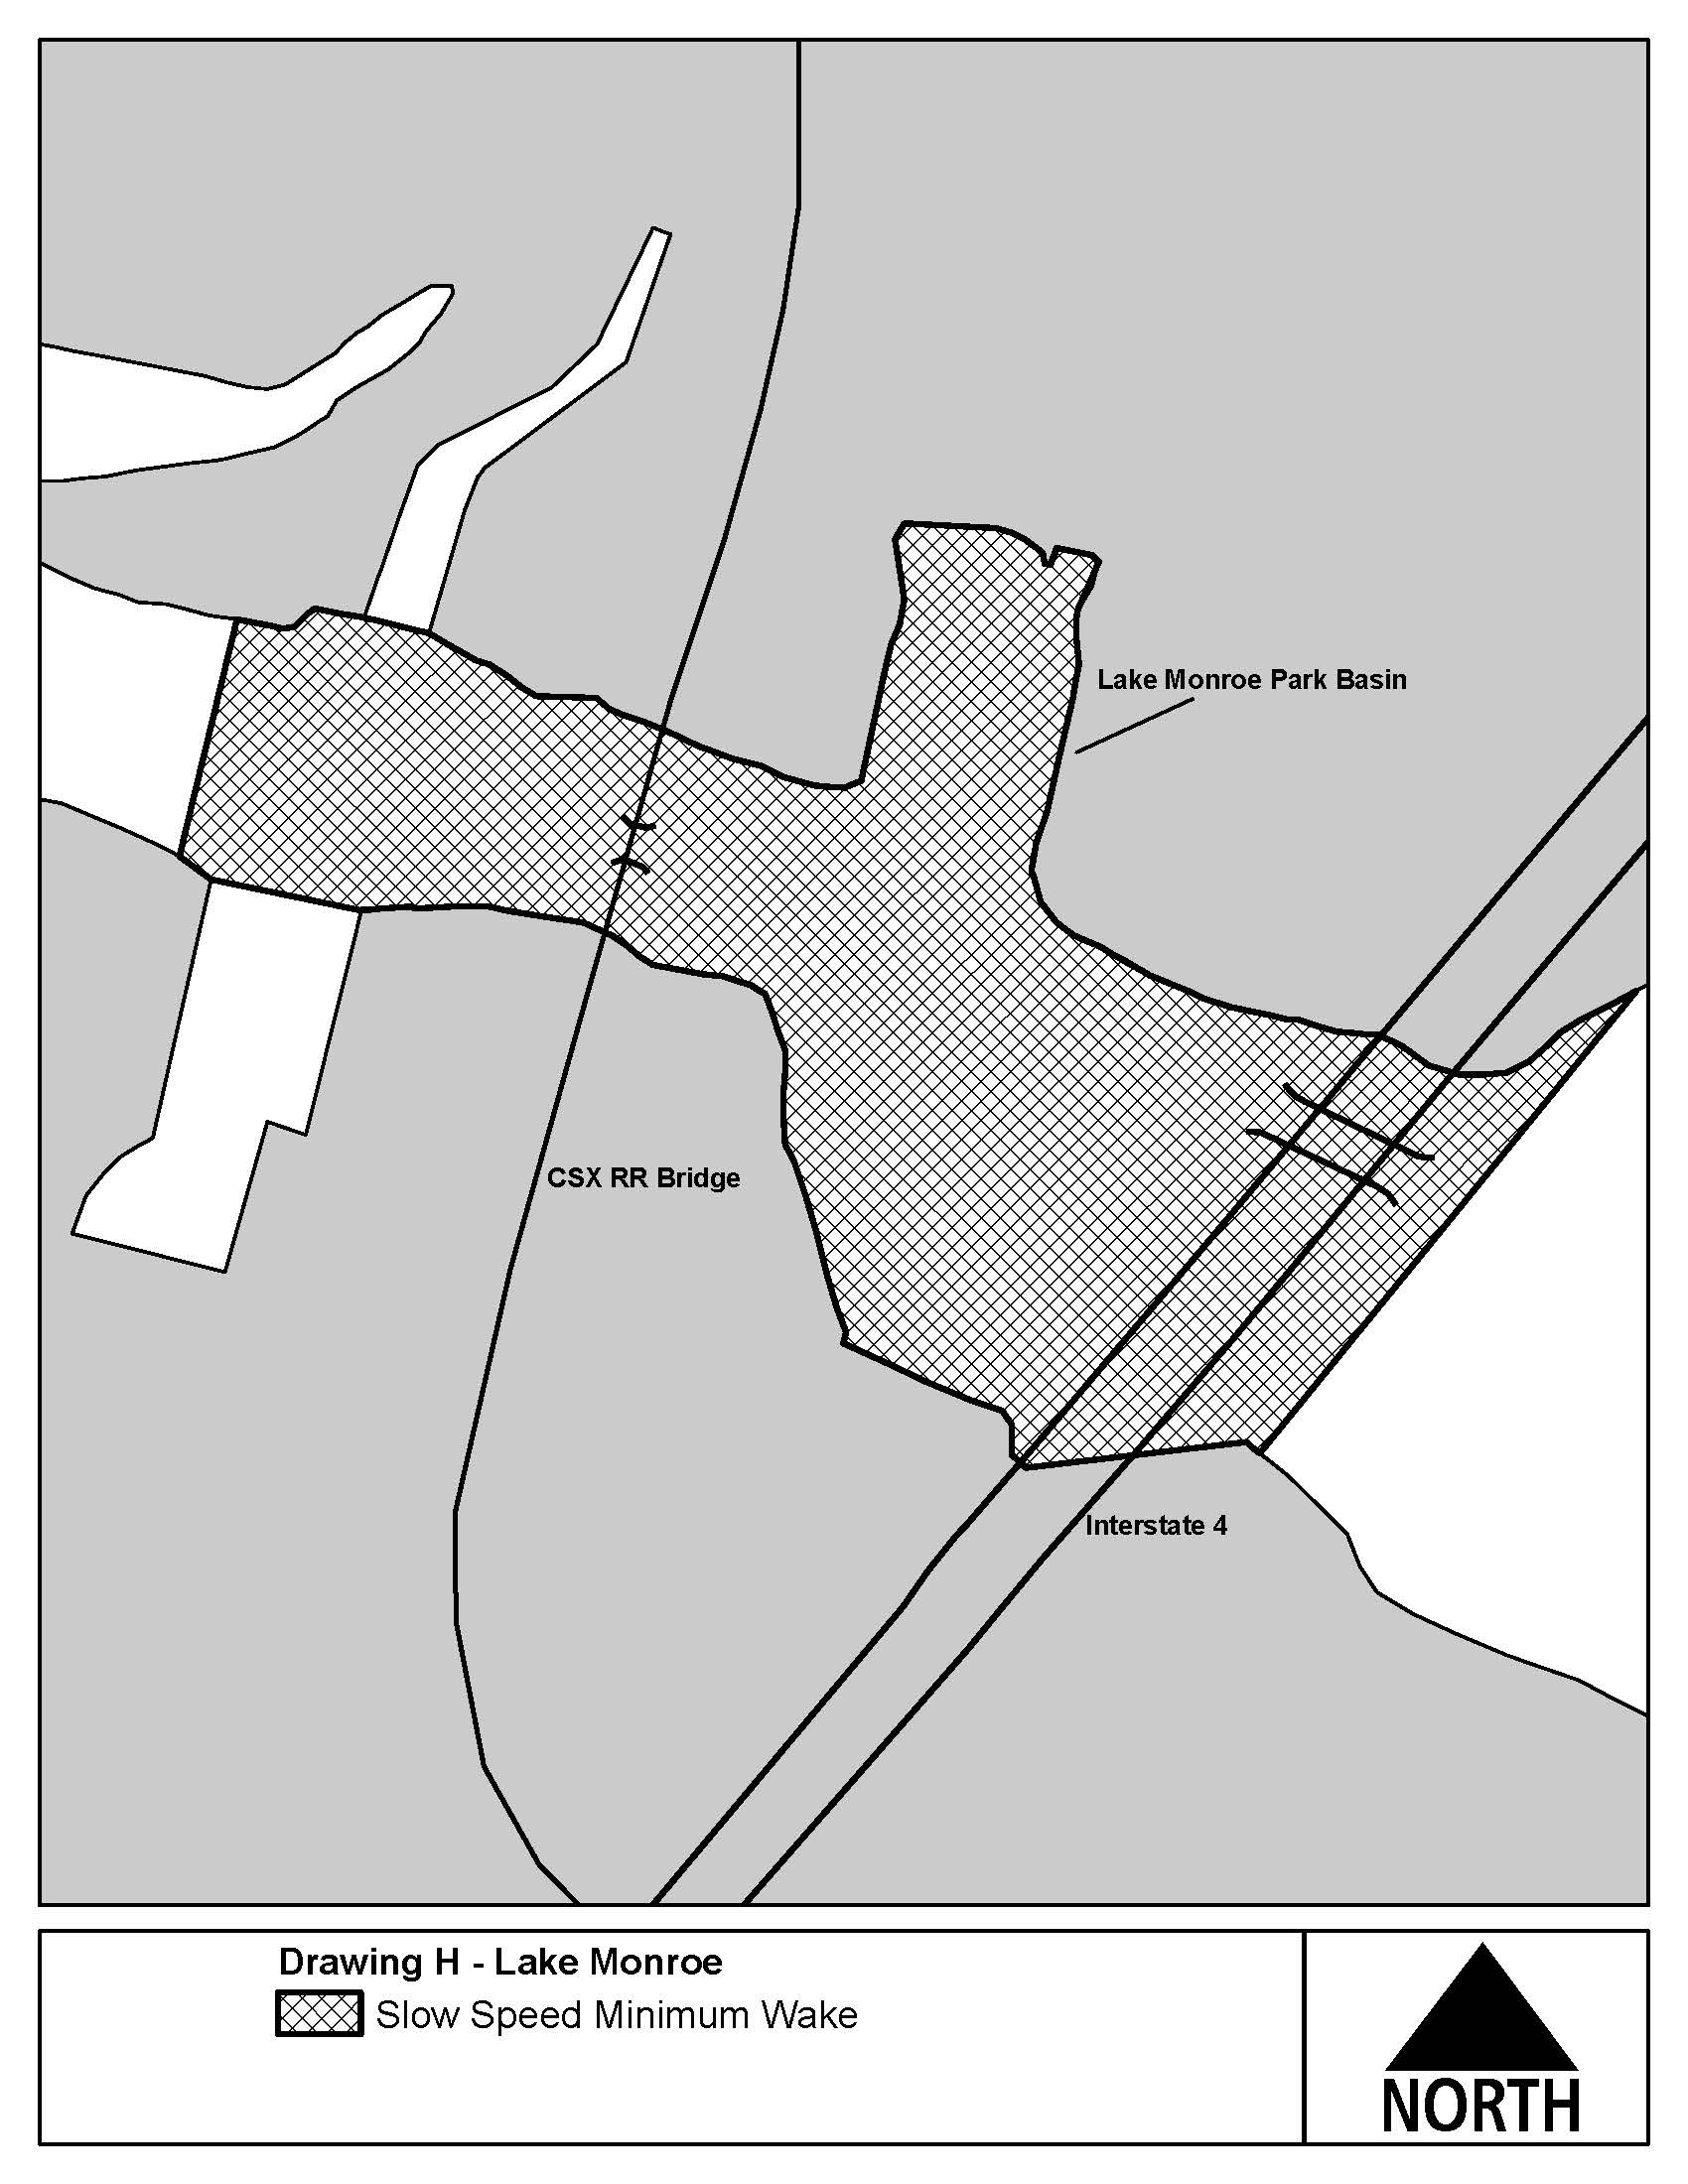 Lake Monroe Park Basin
CSX RR Bridge
Interstate 4
Drawing H - Lake Monroe
Slow Speed Minimum Wake
NORTH